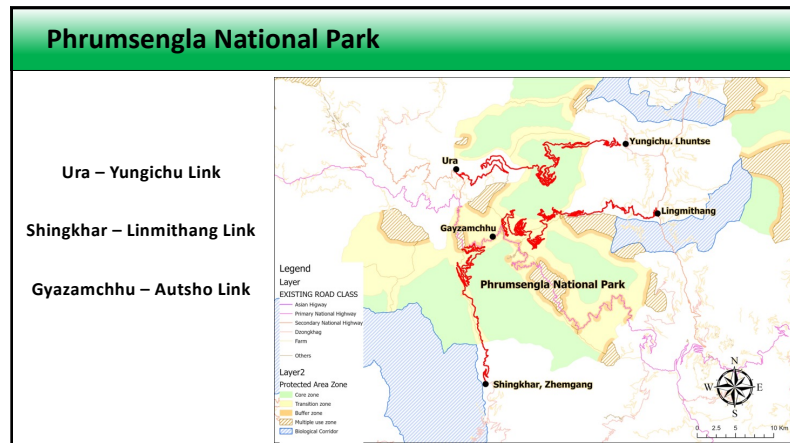 Phrumsengla National Park
Ura – Yungichu Link
Shingkhar – Linmithang Link
Gyazamchhu – Autsho Link
Yungichu. Lhuntse
Ura
Lingmithang
Gayzamchhu
Phrumsengla National Park
Shingkhar, Zhemgang
Legend
Layer
EXISTING ROAD CLASS
Asian Higway
Primary National Highway
Secondary National Highway
Dzongkhag
Farm
Others
Layer2
Protected Area Zone
Core zone
Transition zone
Buffer zone
Multiple use zone
Biological Corridor
N
W E
S
0 2.5 5 10 Km